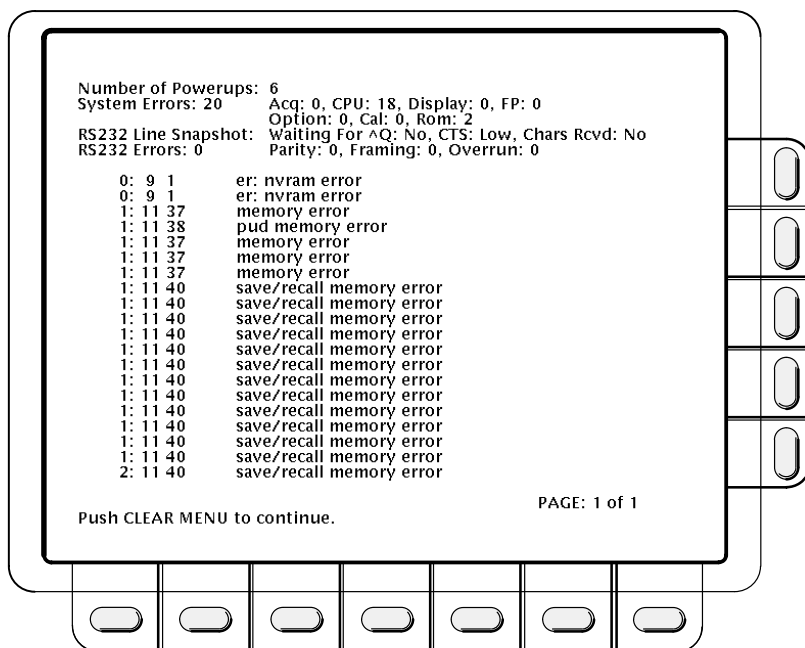 Number of Powerups: 6
System Errors: 20 Acq: 0, CPU: 18, Display: 0, FP: 0
Option: 0, Cal: 0, Rom: 2
RS232 Line Snapshot: Waiting For ^Q: No, CTS: Low, Chars Rcvd: No
RS232 Errors: 0 Parity: 0, Framing: 0, Overrun: 0
0: 9 1 er: nvram error
0: 9 1 er: nvram error
1: 11 37 memory error
1: 11 38 pud memory error
1: 11 37 memory error
1: 11 37 memory error
1: 11 37 memory error
1: 11 40 save/recall memory error
1: 11 40 save/recall memory error
1: 11 40 save/recall memory error
1: 11 40 save/recall memory error
1: 11 40 save/recall memory error
1: 11 40 save/recall memory error
1: 11 40 save/recall memory error
1: 11 40 save/recall memory error
1: 11 40 save/recall memory error
1: 11 40 save/recall memory error
1: 11 40 save/recall memory error
1: 11 40 save/recall memory error
2: 11 40 save/recall memory error
PAGE: 1 of 1
Push CLEAR MENU to continue.